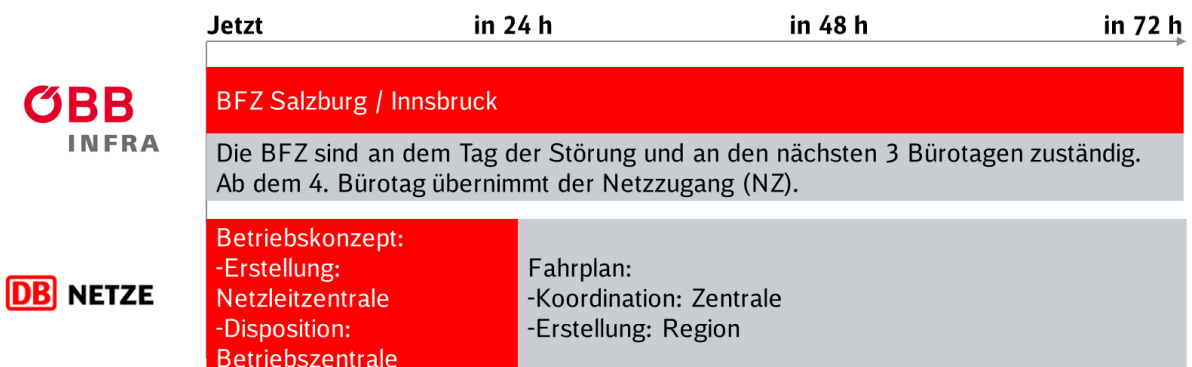 Jetzt in 24 h in 48 h in 72 h
ÖBB
INFRA
BFZ Salzburg / Innsbruck
Die BFZ sind an dem Tag der Störung und an den nächsten 3 Bürotagen zuständig.
Ab dem 4. Bürotag übernimmt der Netzzugang (NZ).
DB NETZE
Betriebskonzept:
-Erstellung:
Netzleitzentrale
-Disposition:
Betriebszentrale
Fahrplan:
-Koordination: Zentrale
-Erstellung: Region